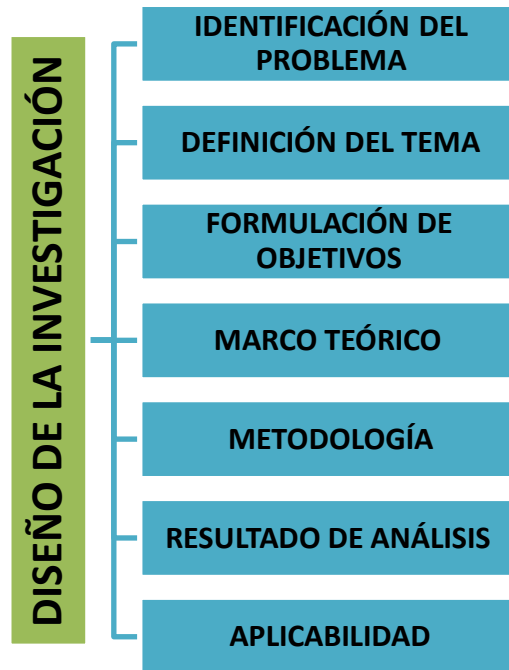 DISEÑO DE LA INVESTIGACIÓN
IDENTIFICACIÓN DEL
PROBLEMA
DEFINICIÓN DEL TEMA
FORMULACIÓN DE
OBJETIVOS
MARCO TEÓRICO
METODOLOGÍA
RESULTADO DE ANÁLISIS
APLICABILIDAD